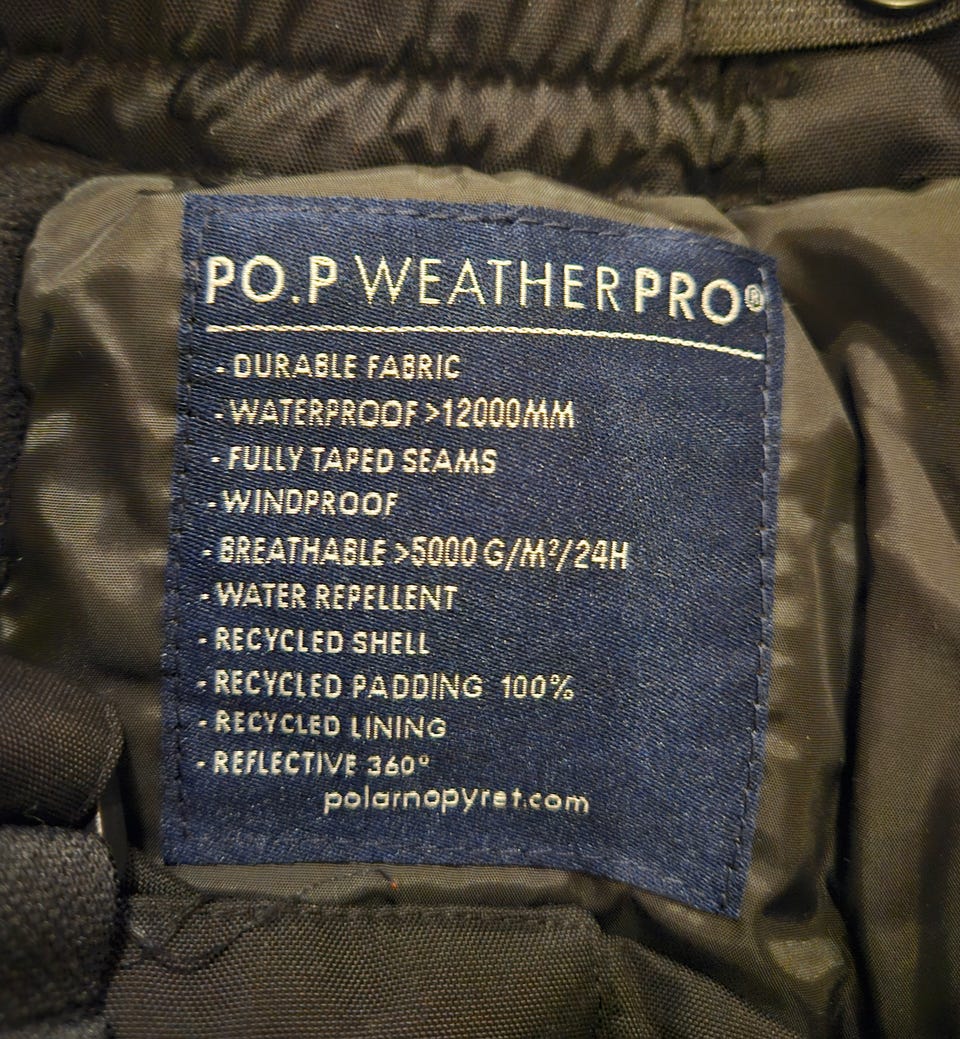 PO.P WEATHERPRO®
- DURABLE FABRIC
- WATERPROOF >12000MM
- FULLY TAPED SEAMS
- WINDPROOF
- BREATHABLE >5000 G/M²/24H
- WATER REPELLENT
- RECYCLED SHELL
- RECYCLED PADDING 100%
- RECYCLED LINING
- REFLECTIVE 360°
polarnopyret.com